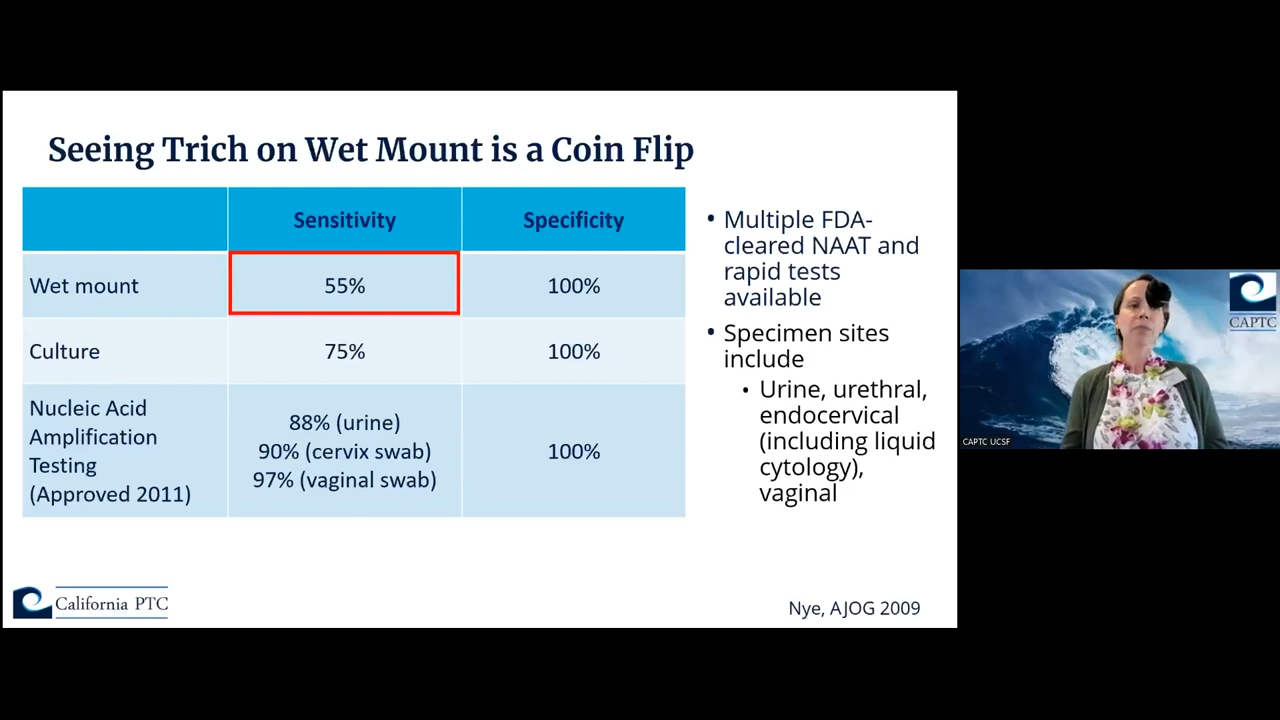 Seeing Trich on Wet Mount is a Coin Flip
Sensitivity
Specificity
Wet mount
55%
100%
Culture
75%
100%
Nucleic Acid
Amplification
Testing
(Approved 2011)
88% (urine)
90% (cervix swab)
97% (vaginal swab)
100%
• Multiple FDA-
cleared NAAT and
rapid tests
available
• Specimen sites
include
• Urine, urethral,
endocervical
(including liquid
cytology),
vaginal
California PTC
Nye, AJOG 2009
CAPTC
CAPTC UCSF